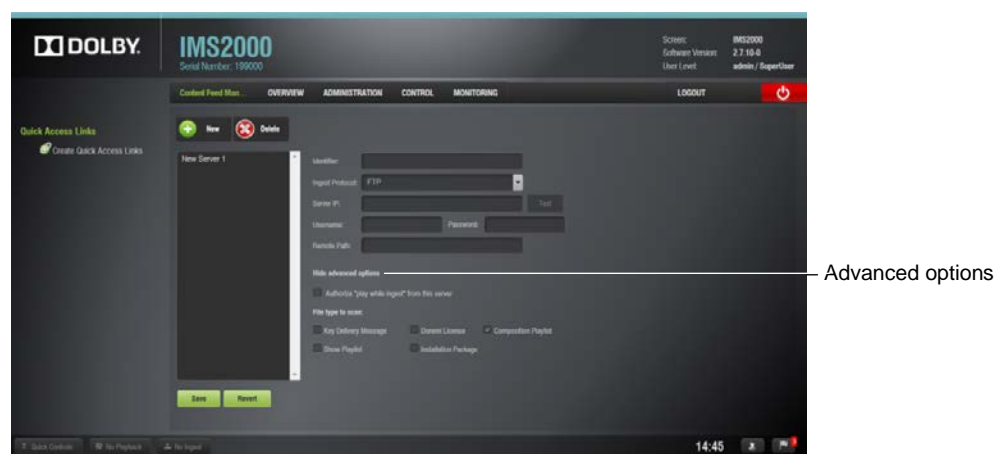 DOLBY.
IMS2000
Serial Number: 199000
Screen: IMS2000
Software Version: 2.7.10-0
User Level: admin / SuperUser
Content Feed Man... OVERVIEW ADMINISTRATION CONTROL MONITORING LOGOUT
Quick Access Links
Create Quick Access Links
New Delete
New Server 1
Identifier:
Ingest Protocol: FTP
Server IP: Test
Username: Password:
Remote Path:
Hide advanced options
Advanced options
Authorize "play while ingest" from this server
File type to scan:
Key Delivery Message Doremi License Composition Playlist
Show Playlist Installation Package
Save Revert
Quick Controls No Playback No Ingest 14:45